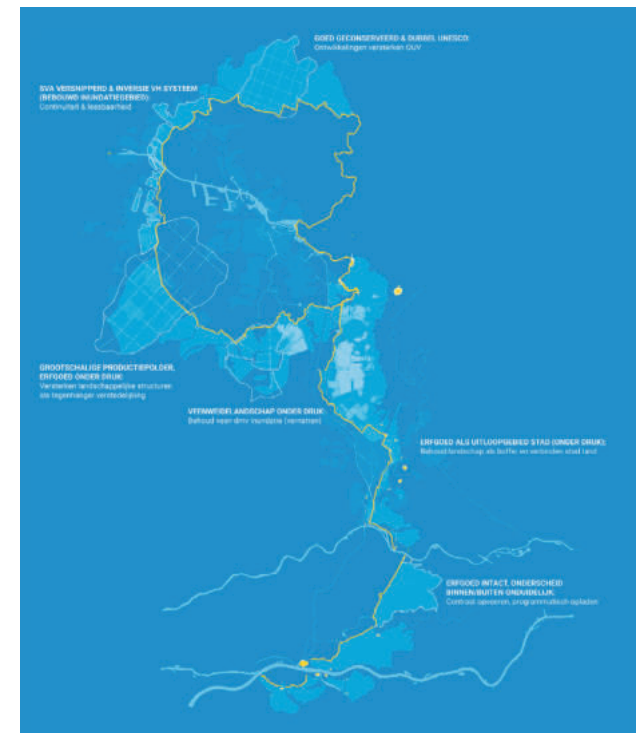 GOED GECONSERVEERD & DUBBEL UNESCO:
Ontwikkelingen versterken OUV
SVA VERSNIPPERD & INVERSIE VH SYSTEEM
(BEBOUWD INUNDATIEGEBIED):
Continuïteit & leesbaarheid
GROOTSCHALIGE PRODUCTIEPOLDER,
ERFGOED ONDER DRUK:
Versterken landschappelijke structuren
als tegenhanger verstedelijking
VEENWEIDELANDSCHAP ONDER DRUK:
Behoud veen dmv inundatie (vernatten)
ERFGOED ALS UITLOOPGEBIED STAD (ONDER DRUK):
Behoud landschap als buffer en verbinden stad land
ERFGOED INTACT, ONDERSCHEID
BINNEN/BUITEN ONDUIDELIJK:
Contrast opvoeren, programmatisch opladen